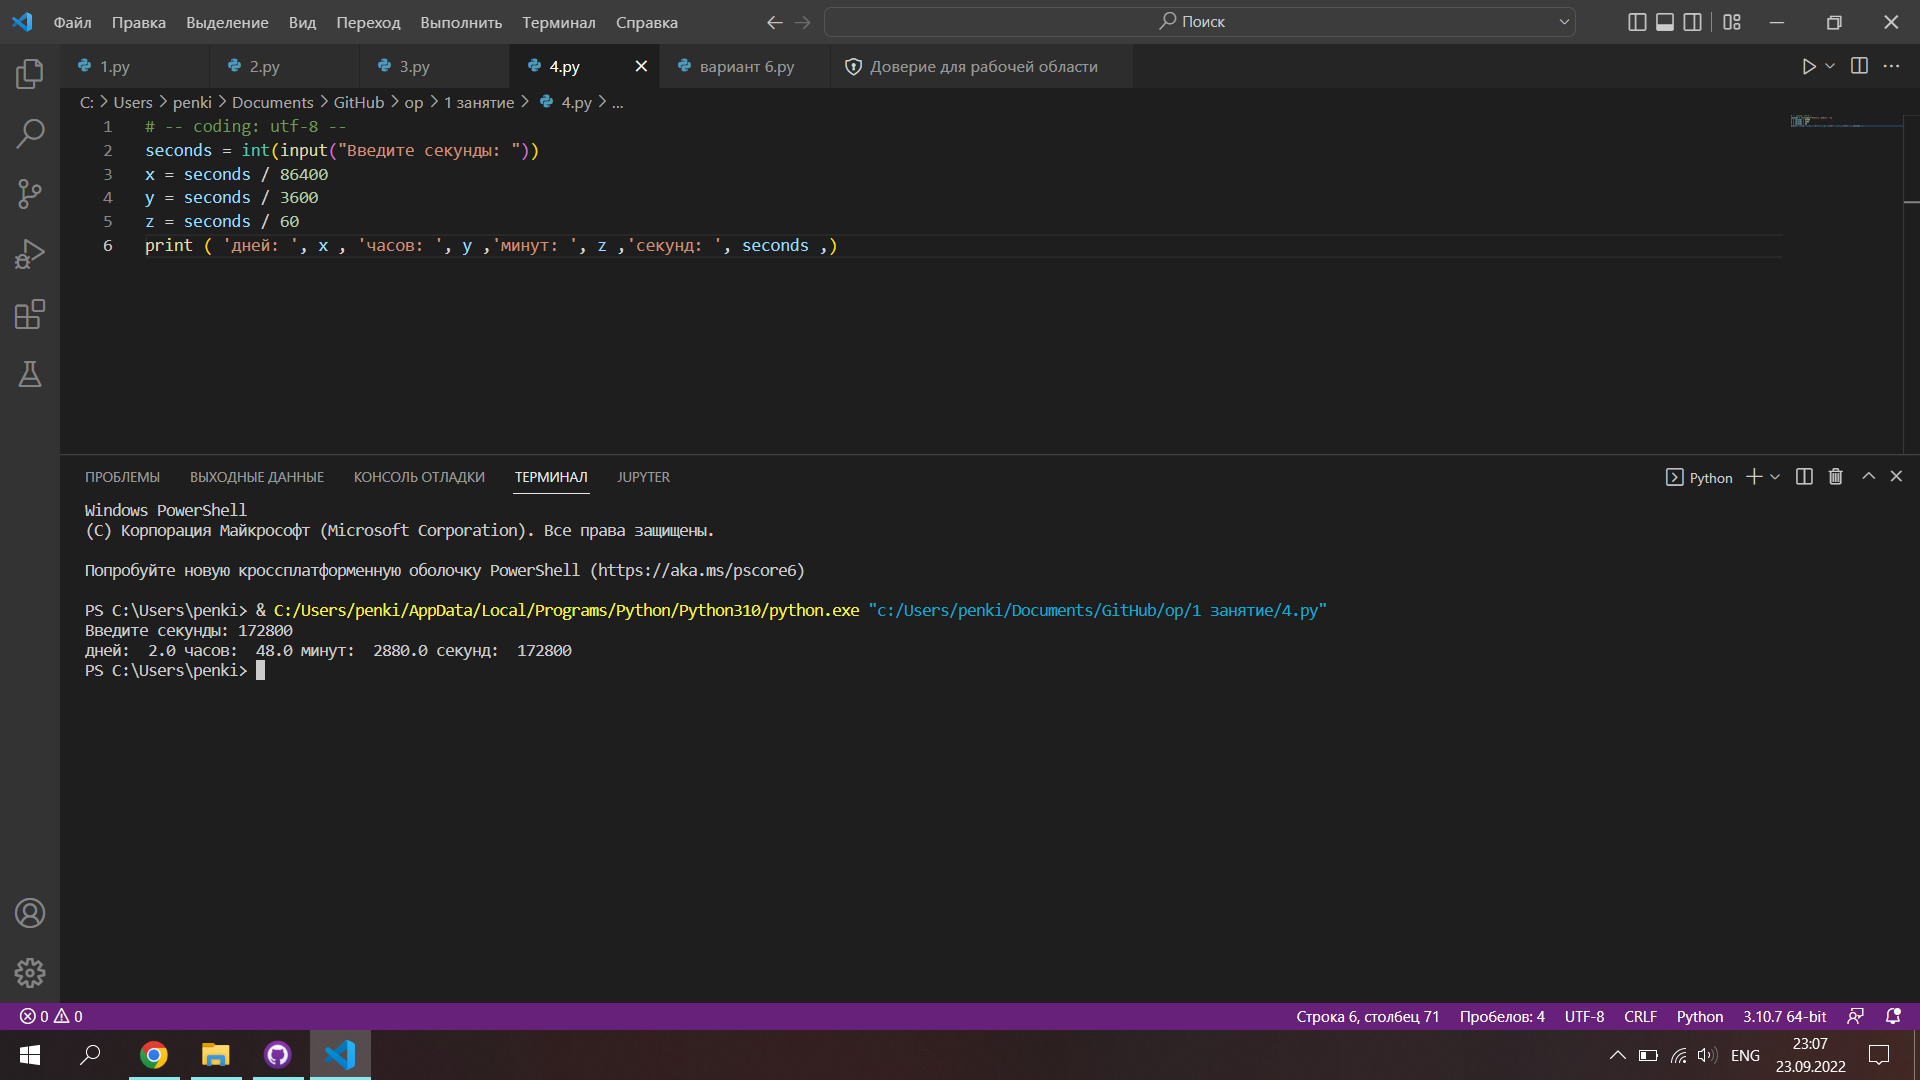 Файл Правка Выделение Вид Переход Выполнить Терминал Справка Поиск
1.py 2.py 3.py 4.py вариант 6.py Доверие для рабочей области
C: > Users > penki > Documents > GitHub > op > 1 занятие > 4.py > ...
1 # -- coding: utf-8 --
2 seconds = int(input("Введите секунды: "))
3 x = seconds / 86400
4 y = seconds / 3600
5 z = seconds / 60
6 print ( 'дней: ', x , 'часов: ', y ,'минут: ', z ,'секунд: ', seconds ,)
ПРОБЛЕМЫ ВЫХОДНЫЕ ДАННЫЕ КОНСОЛЬ ОТЛАДКИ ТЕРМИНАЛ JUPYTER Python
Windows PowerShell
(C) Корпорация Майкрософт (Microsoft Corporation). Все права защищены.
Попробуйте новую кроссплатформенную оболочку PowerShell (https://aka.ms/pscore6)
PS C:\Users\penki> & C:/Users/penki/AppData/Local/Programs/Python/Python310/python.exe "c:/Users/penki/Documents/GitHub/op/1 занятие/4.py"
Введите секунды: 172800
дней:  2.0 часов:  48.0 минут:  2880.0 секунд:  172800
PS C:\Users\penki>
0 0 Строка 6, столбец 71 Пробелов: 4 UTF-8 CRLF Python 3.10.7 64-bit
ENG 23:07
23.09.2022